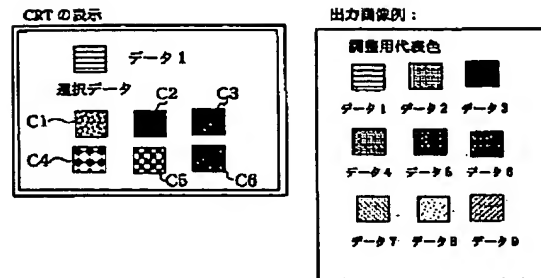 CRT の表示
データ 1
選択データ
C1 C2 C3
C4 C5 C6
出力画像例:
調整用代表色
データ 1 データ 2 データ 3
データ 4 データ 5 データ 6
データ 7 データ 8 データ 9